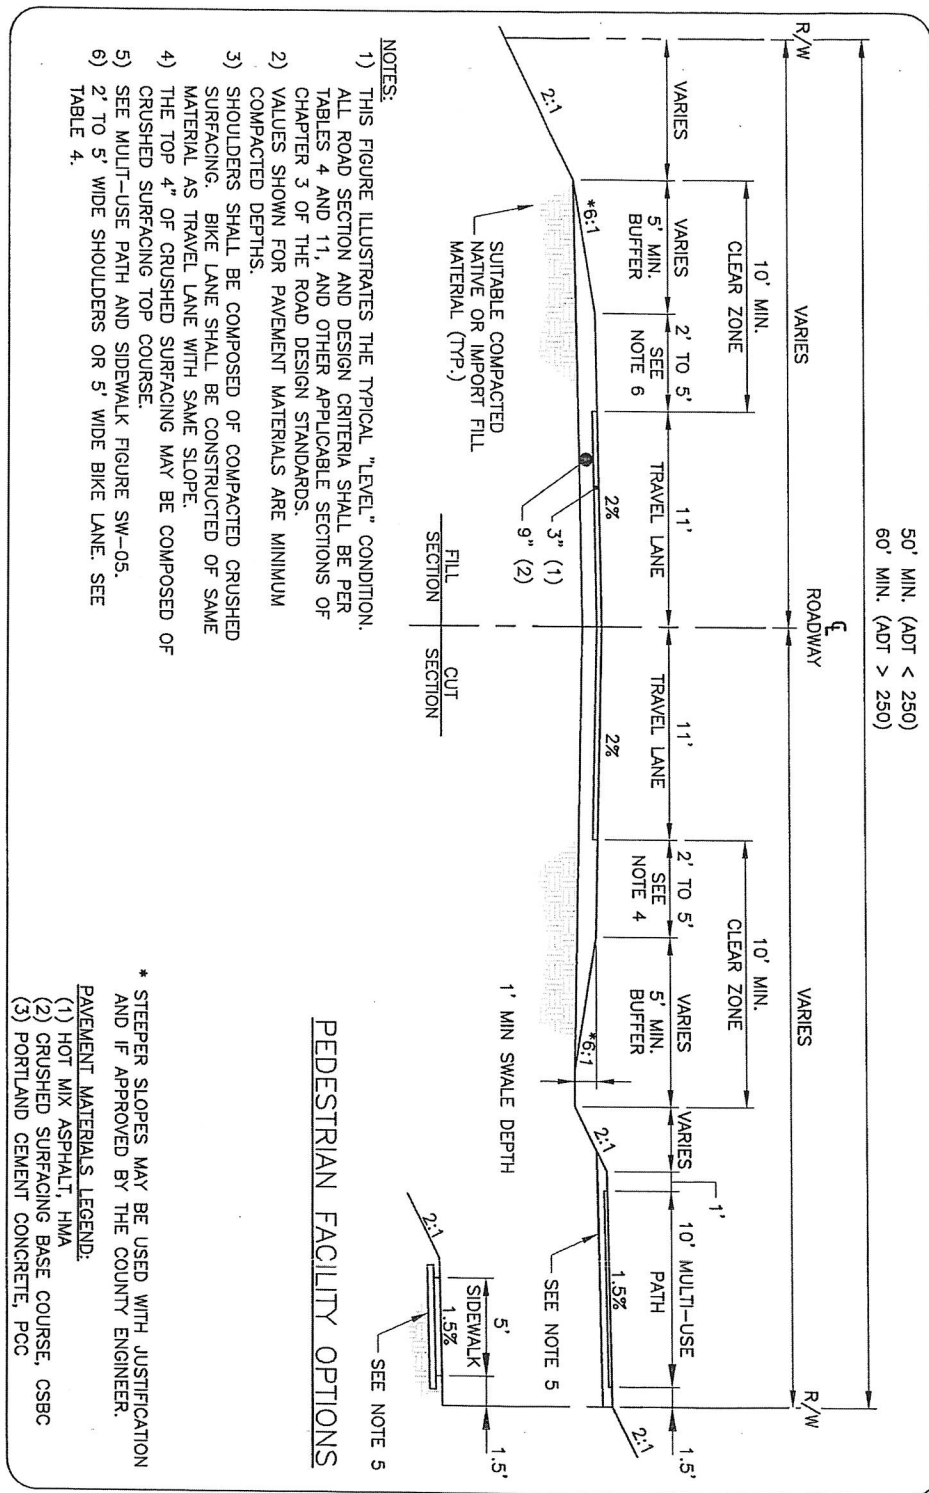 50' MIN. (ADT < 250)
60' MIN. (ADT > 250)
R/W
℄
ROADWAY
R/W
VARIES
VARIES
10' MIN.
CLEAR ZONE
10' MIN.
CLEAR ZONE
VARIES
VARIES
5' MIN.
BUFFER
2' TO 5'
SEE
NOTE 6
11'
TRAVEL LANE
11'
TRAVEL LANE
2' TO 5'
SEE
NOTE 4
VARIES
5' MIN.
BUFFER
VARIES
1'
10' MULTI-USE
PATH
1.5'
2:1
*6:1
2%
2%
*6:1
2:1
1.5%
2:1
3" (1)
9" (2)
SUITABLE COMPACTED
NATIVE OR IMPORT FILL
MATERIAL (TYP.)
1' MIN SWALE DEPTH
SEE NOTE 5
FILL
SECTION
CUT
SECTION
2:1
5'
SIDEWALK
1.5%
1.5'
SEE NOTE 5
PEDESTRIAN FACILITY OPTIONS
NOTES:
1) THIS FIGURE ILLUSTRATES THE TYPICAL "LEVEL" CONDITION.
ALL ROAD SECTION AND DESIGN CRITERIA SHALL BE PER
TABLES 4 AND 11, AND OTHER APPLICABLE SECTIONS OF
CHAPTER 3 OF THE ROAD DESIGN STANDARDS.
2) VALUES SHOWN FOR PAVEMENT MATERIALS ARE MINIMUM
COMPACTED DEPTHS.
3) SHOULDERS SHALL BE COMPOSED OF COMPACTED CRUSHED
SURFACING. BIKE LANE SHALL BE CONSTRUCTED OF SAME
MATERIAL AS TRAVEL LANE WITH SAME SLOPE.
4) THE TOP 4" OF CRUSHED SURFACING MAY BE COMPOSED OF
CRUSHED SURFACING TOP COURSE.
5) SEE MULIT-USE PATH AND SIDEWALK FIGURE SW-05.
6) 2' TO 5' WIDE SHOULDERS OR 5' WIDE BIKE LANE. SEE
TABLE 4.
* STEEPER SLOPES MAY BE USED WITH JUSTIFICATION
AND IF APPROVED BY THE COUNTY ENGINEER.
PAVEMENT MATERIALS LEGEND:
(1) HOT MIX ASPHALT, HMA
(2) CRUSHED SURFACING BASE COURSE, CSBC
(3) PORTLAND CEMENT CONCRETE, PCC